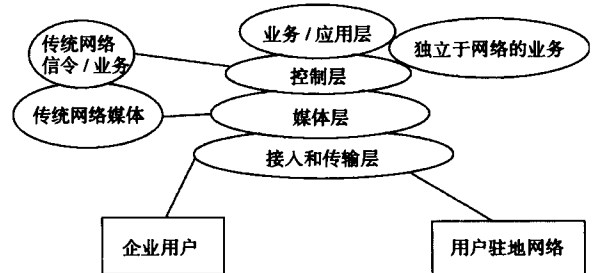 业务 / 应用层
传统网络
信令 / 业务
独立于网络的业务
控制层
传统网络媒体
媒体层
接入和传输层
企业用户
用户驻地网络